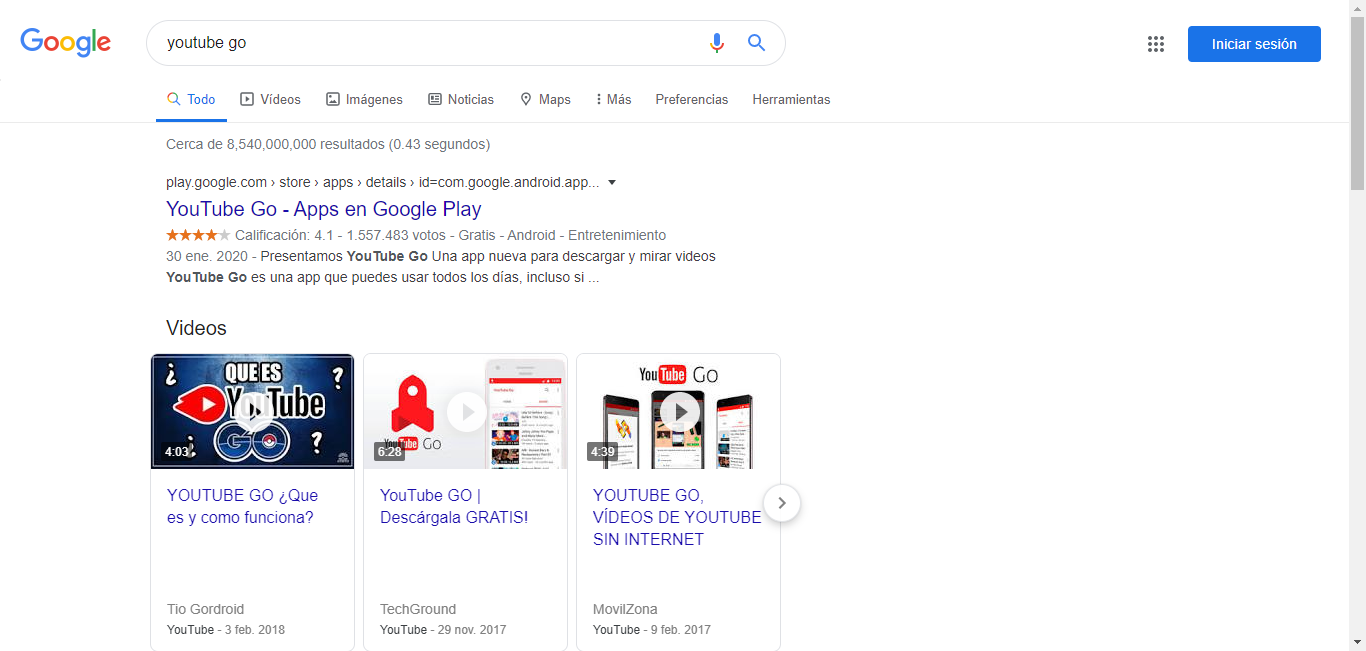 Google
youtube go
Iniciar sesión
Todo
Vídeos
Imágenes
Noticias
Maps
Más
Preferencias
Herramientas
Cerca de 8,540,000,000 resultados (0.43 segundos)
play.google.com › store › apps › details › id=com.google.android.app...
YouTube Go - Apps en Google Play
Calificación: 4.1 - 1.557.483 votos - Gratis - Android - Entretenimiento
30 ene. 2020 - Presentamos YouTube Go Una app nueva para descargar y mirar videos
YouTube Go es una app que puedes usar todos los días, incluso si ...
Videos
¿ QUE ES ?
YouTube
¿ GO ?
4:03
YOUTUBE GO ¿Que
es y como funciona?
Tio Gordroid
YouTube - 3 feb. 2018
YouTube Go
6:28
YouTube GO |
Descárgala GRATIS!
TechGround
YouTube - 29 nov. 2017
YouTube Go
4:39
YOUTUBE GO,
VÍDEOS DE YOUTUBE
SIN INTERNET
MovilZona
YouTube - 9 feb. 2017